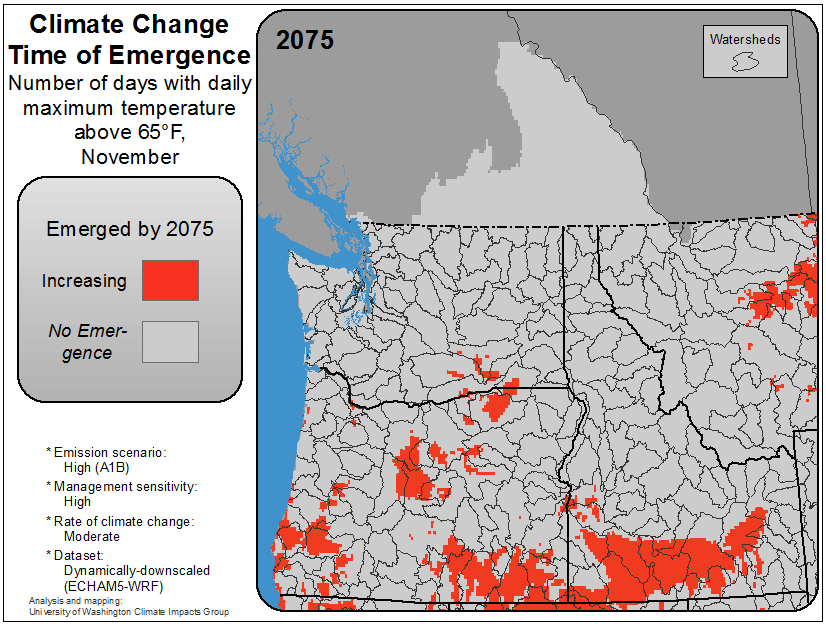 Climate Change
Time of Emergence
Number of days with daily
maximum temperature
above 65°F,
November
2075
Watersheds
Emerged by 2075
Increasing
No Emer-
gence
* Emission scenario:
High (A1B)
* Management sensitivity:
High
* Rate of climate change:
Moderate
* Dataset:
Dynamically-downscaled
(ECHAM5-WRF)
Analysis and mapping:
University of Washington Climate Impacts Group